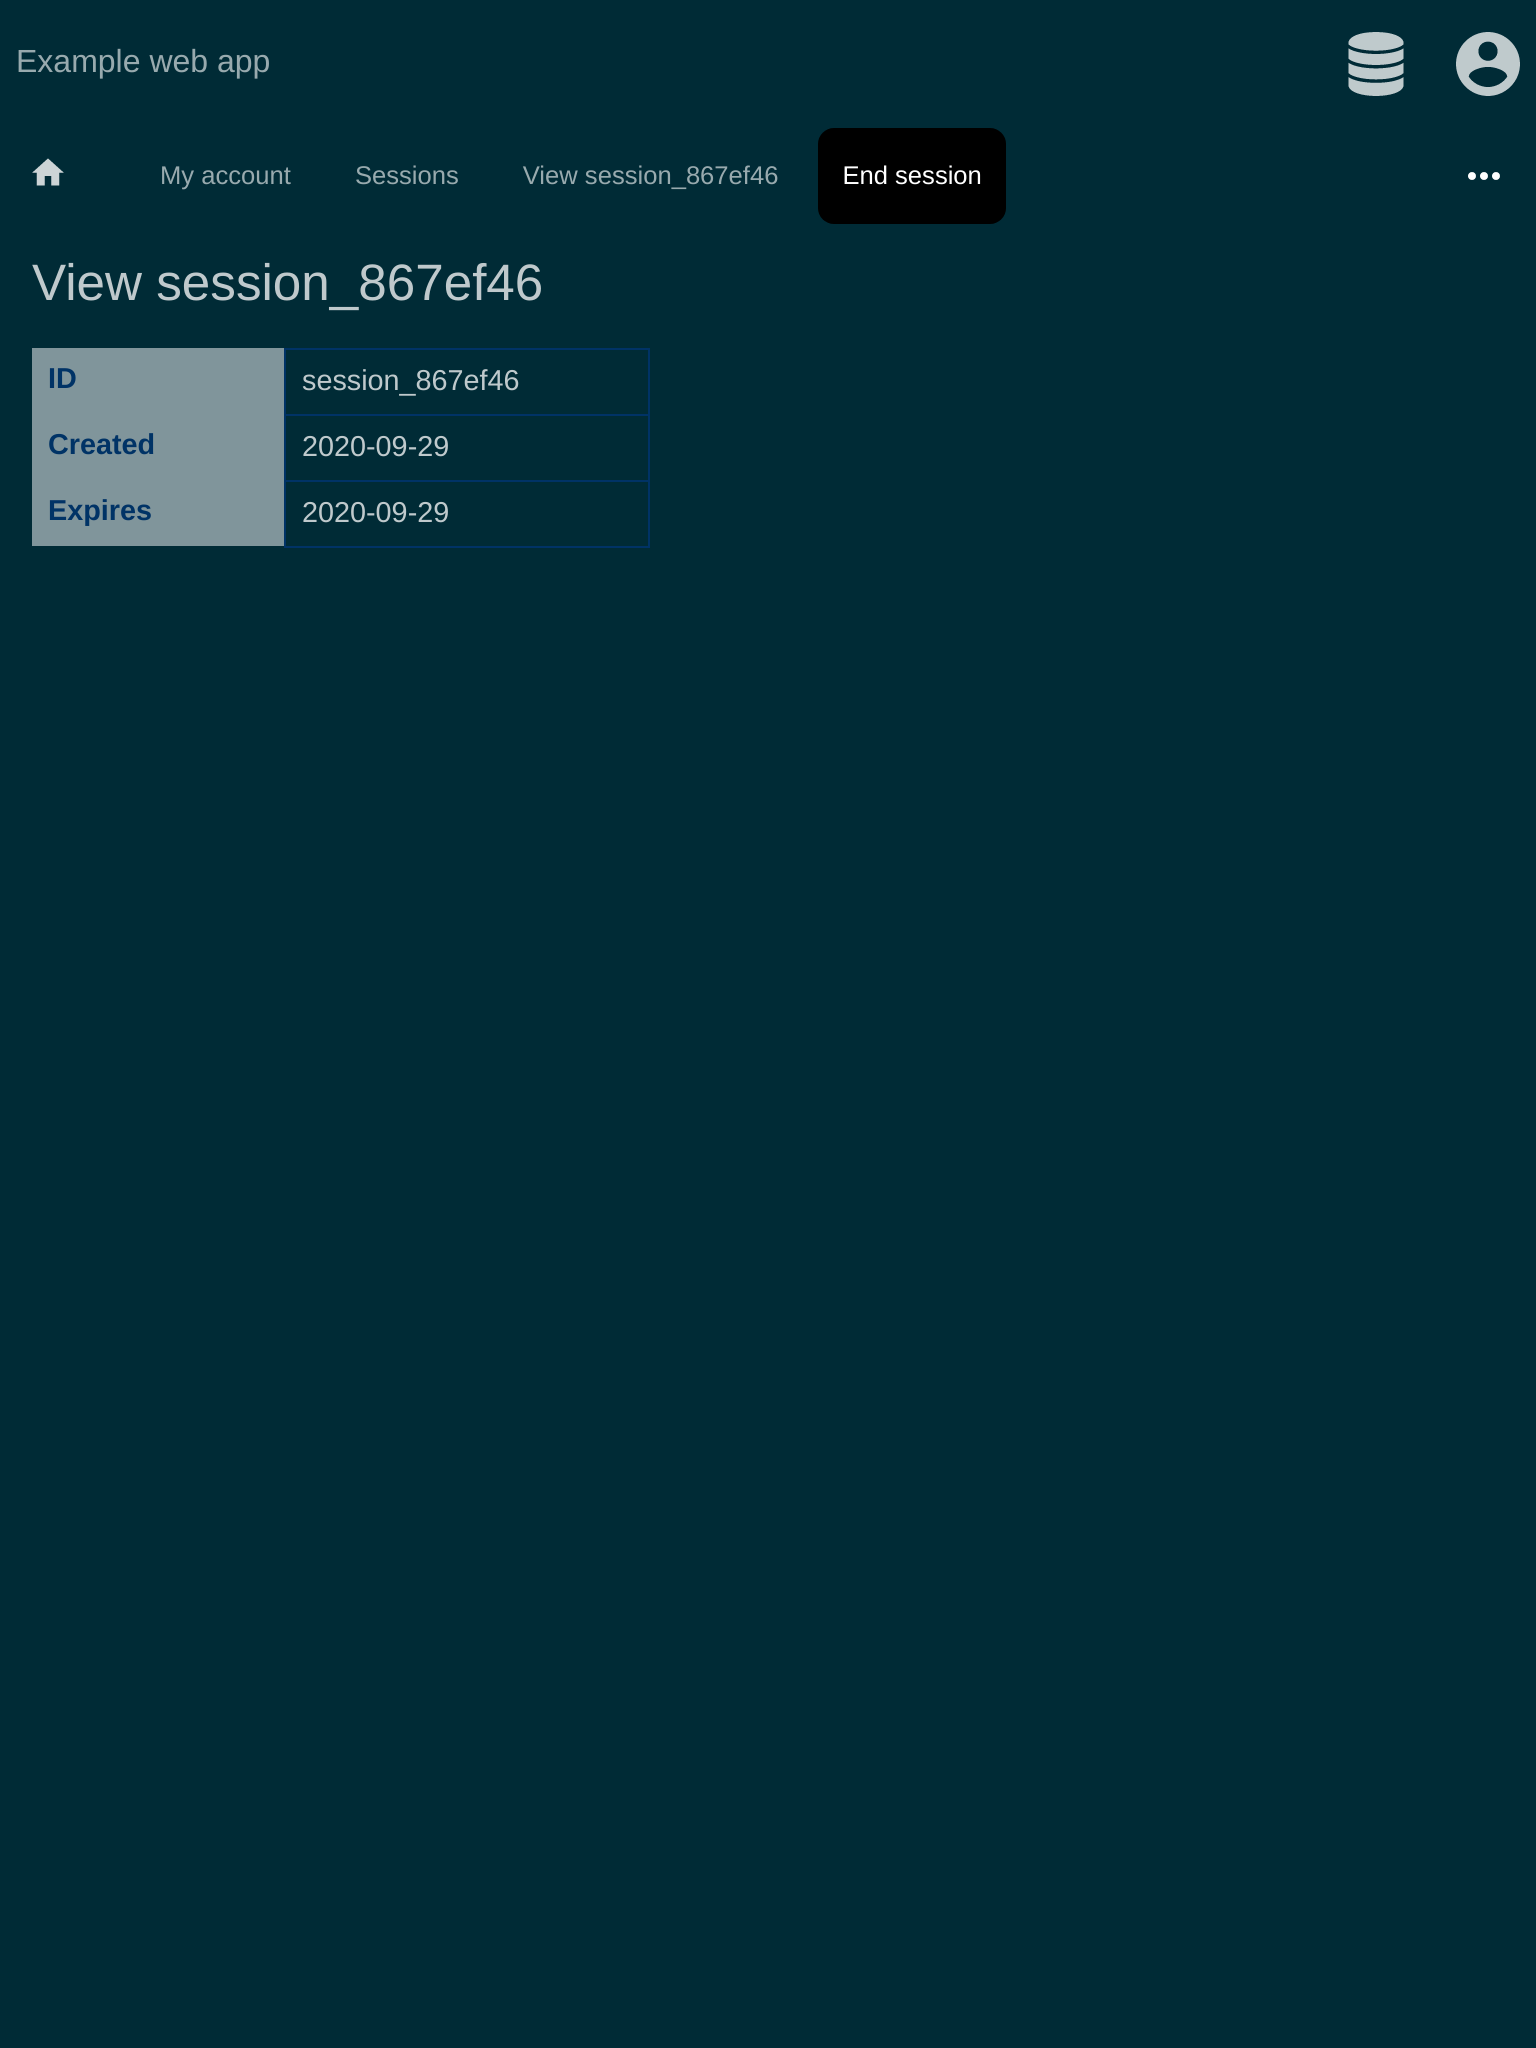 Example web app
My account Sessions View session_867ef46 End session
View session_867ef46
ID session_867ef46
Created 2020-09-29
Expires 2020-09-29